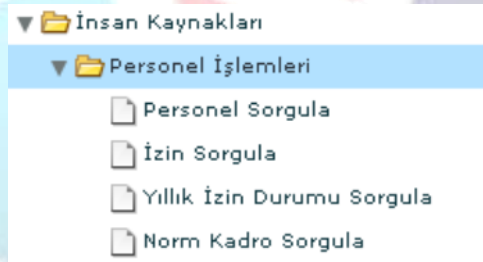 İnsan Kaynakları
Personel İşlemleri
Personel Sorgula
İzin Sorgula
Yıllık İzin Durumu Sorgula
Norm Kadro Sorgula